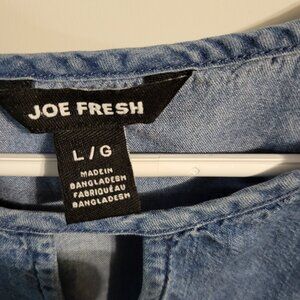 JOE FRESH
L/G
MADE IN
BANGLADESH
FABRIQUÉ AU
BANGLADESH